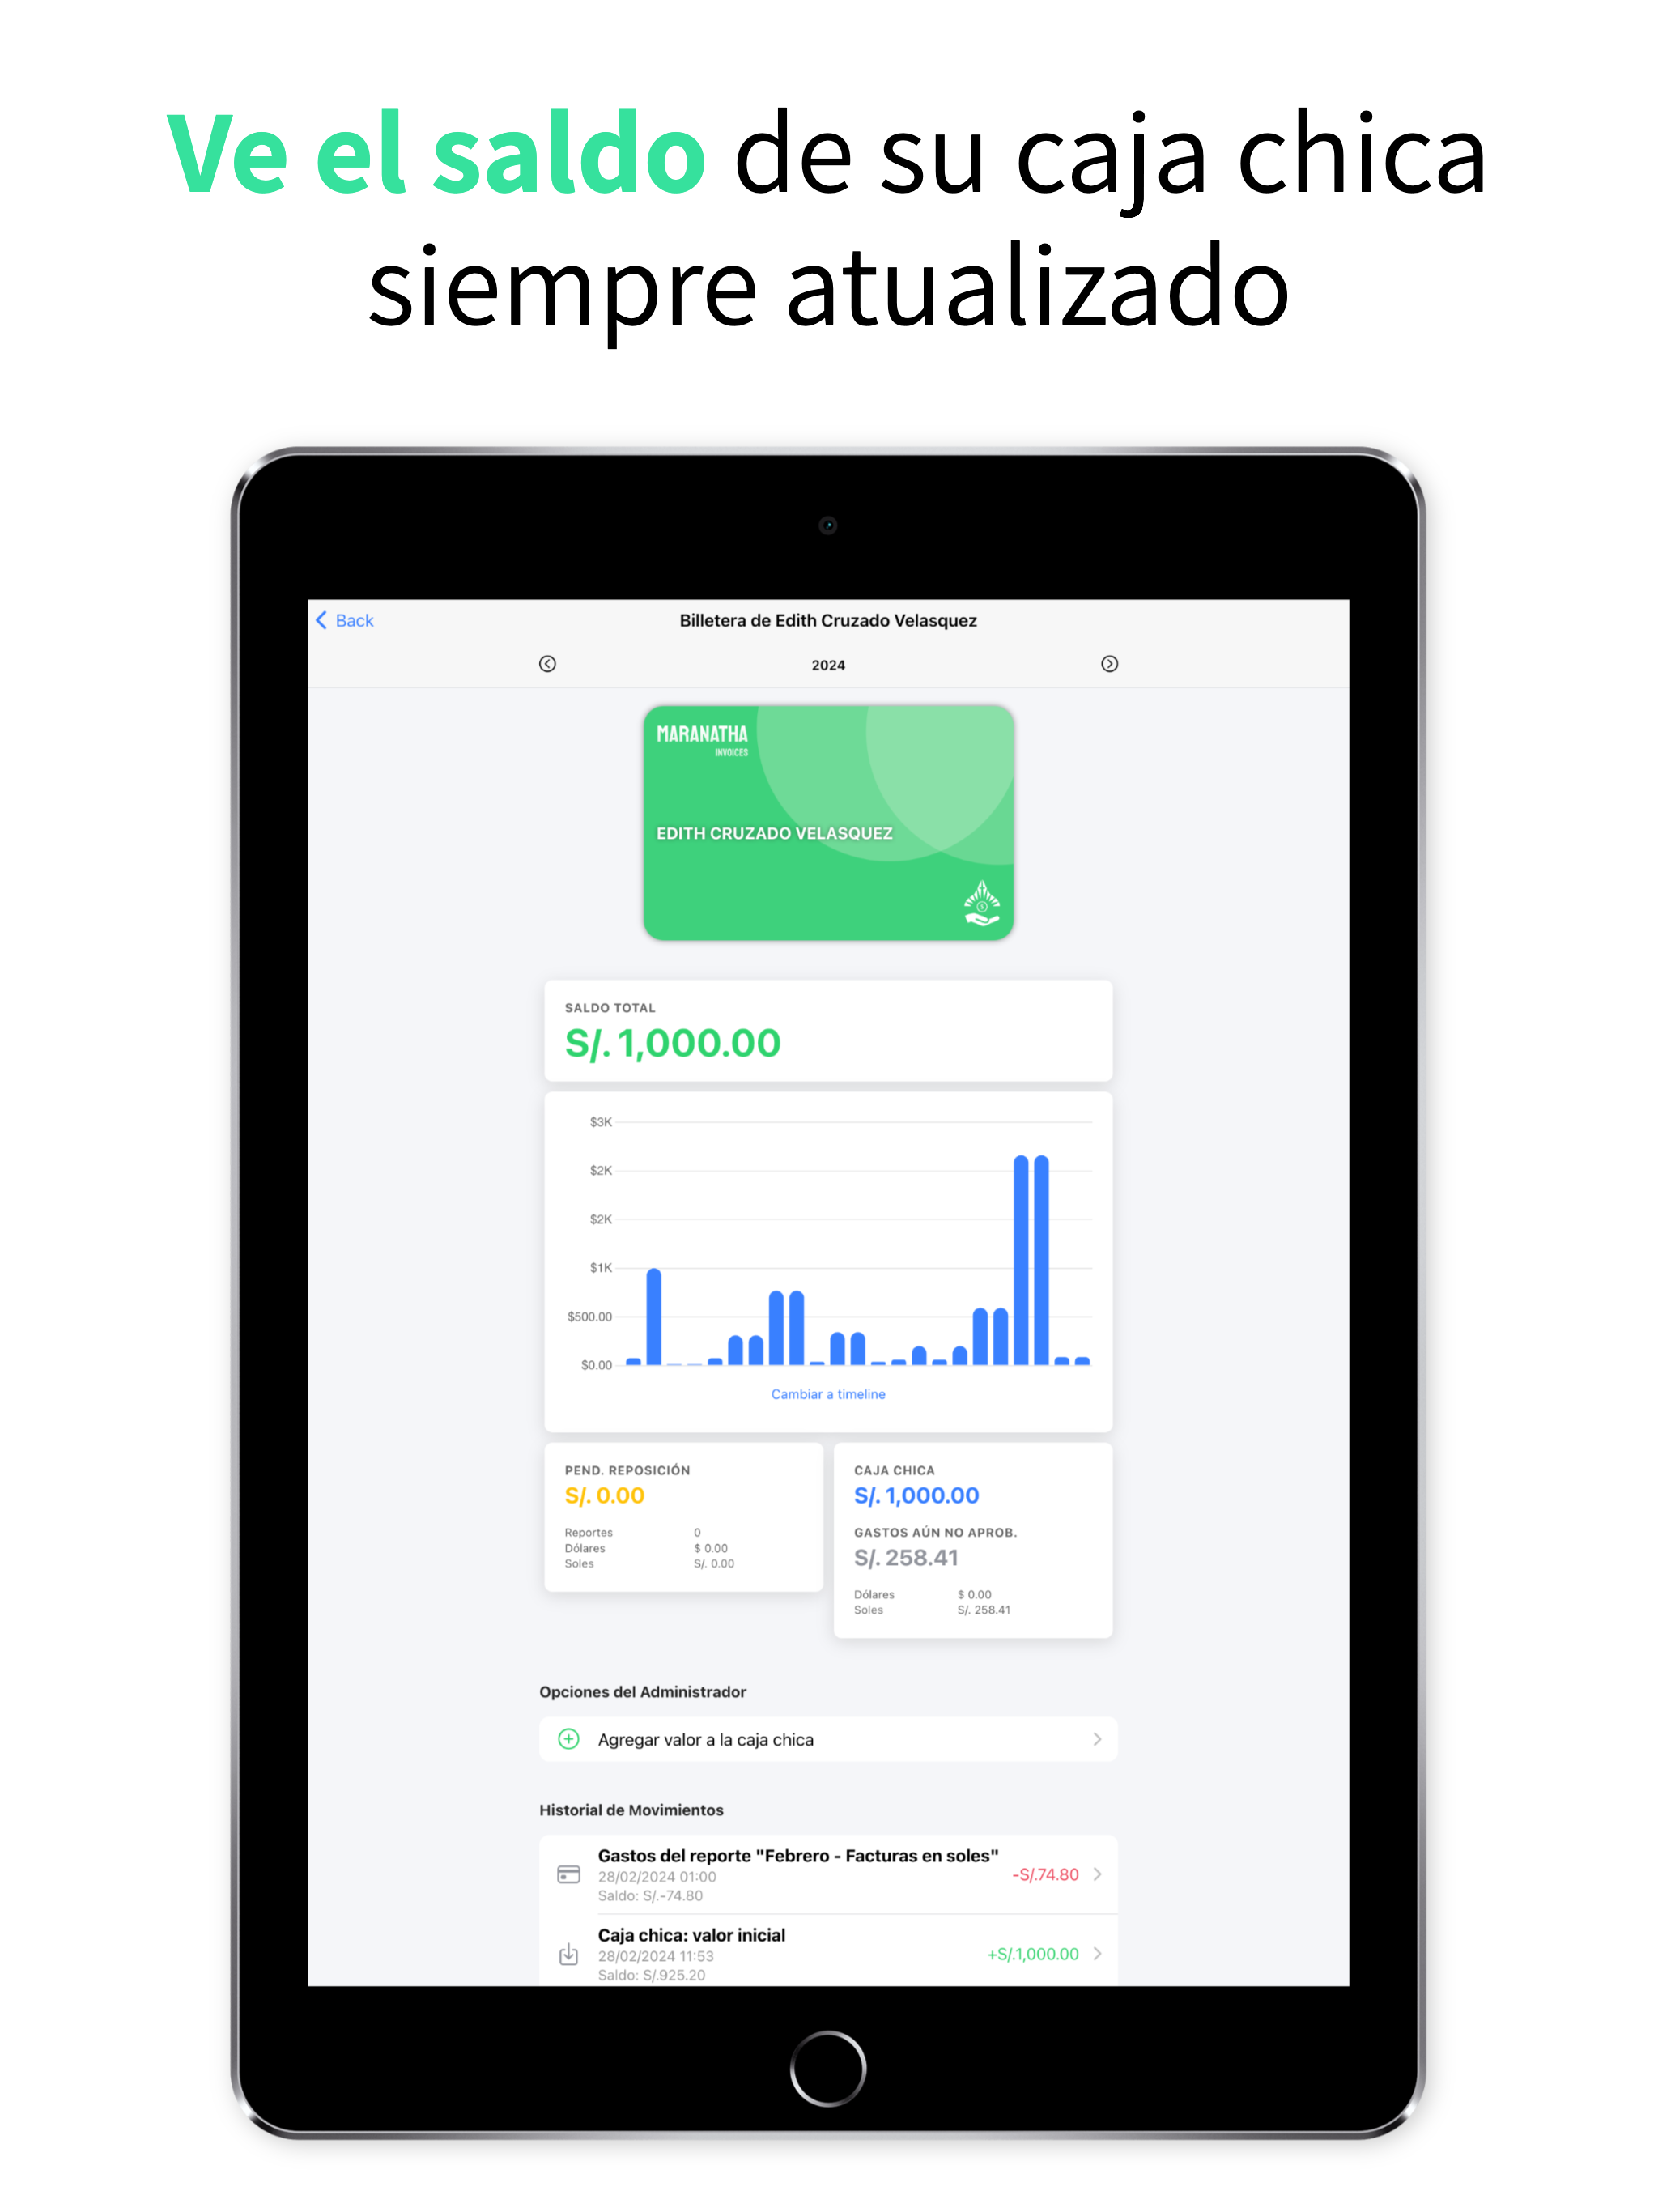 Ve el saldo de su caja chica
siempre atualizado
Back
Billetera de Edith Cruzado Velasquez
2024
MARANATHA
INVOICES
EDITH CRUZADO VELASQUEZ
SALDO TOTAL
S/. 1,000.00
$3K
$2K
$2K
$1K
$500.00
$0.00
Cambiar a timeline
PEND. REPOSICIÓN
S/. 0.00
Reportes 0
Dólares $ 0.00
Soles S/. 0.00
CAJA CHICA
S/. 1,000.00
GASTOS AÚN NO APROB.
S/. 258.41
Dólares $ 0.00
Soles S/. 258.41
Opciones del Administrador
Agregar valor a la caja chica
Historial de Movimientos
Gastos del reporte "Febrero - Facturas en soles"
28/02/2024 01:00
-S/.74.80
Saldo: S/.-74.80
Caja chica: valor inicial
28/02/2024 11:53
+S/.1,000.00
Saldo: S/.925.20